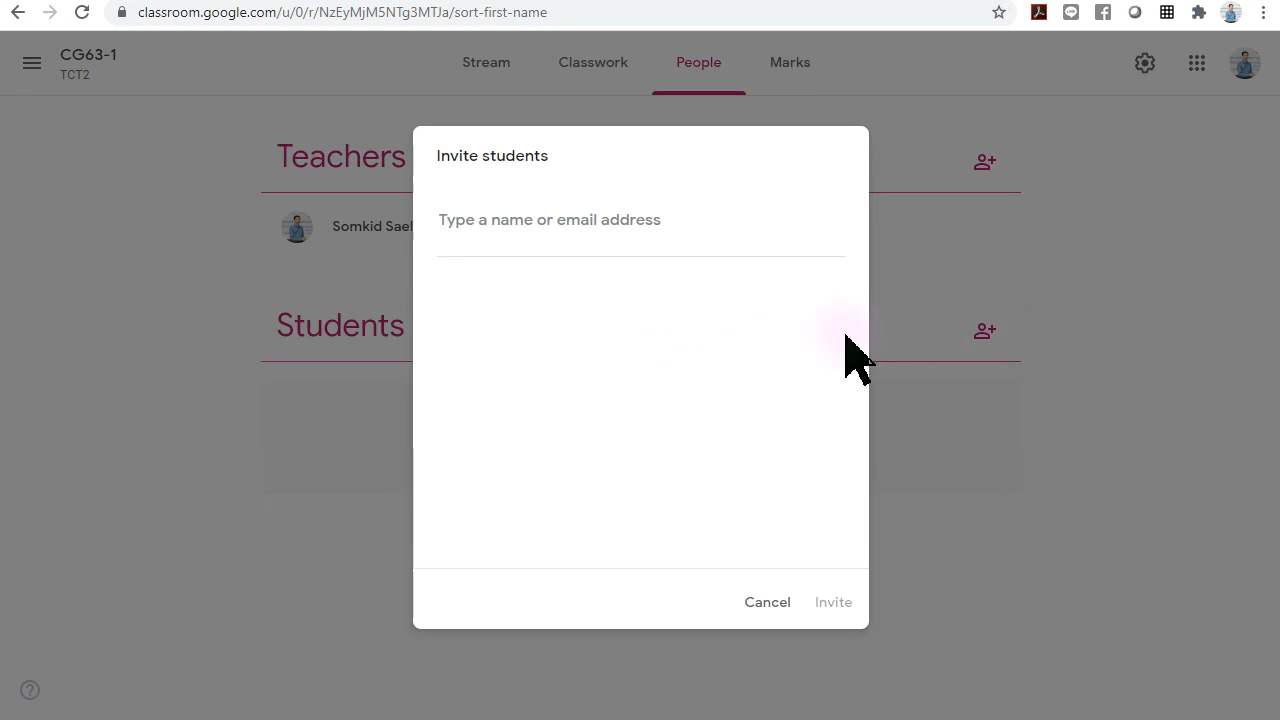 classroom.google.com/u/0/r/NzEyMjM5NTg3MTJa/sort-first-name
CG63-1
TCT2
Stream
Classwork
People
Marks
Invite students
Type a name or email address
Cancel
Invite
Teachers
Somkid Sael
Students